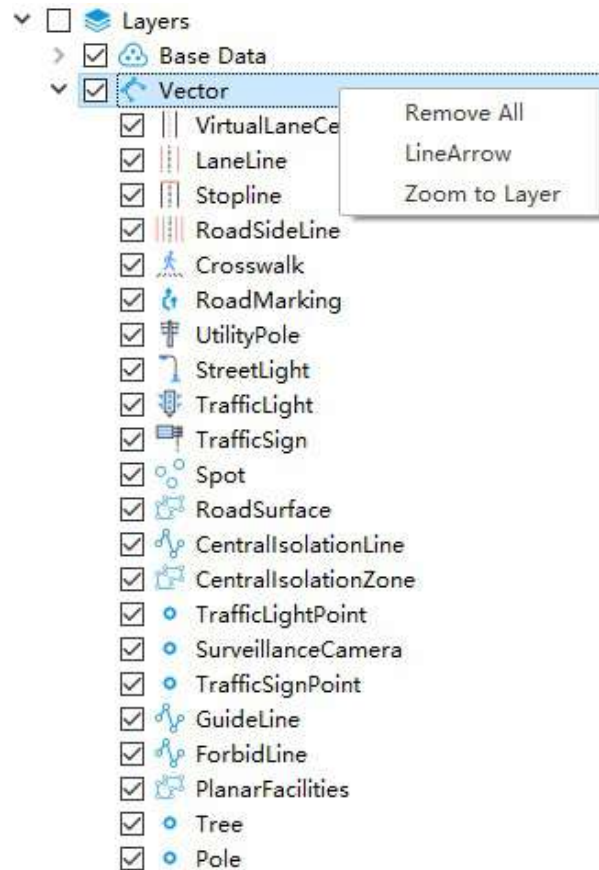 Layers
Base Data
Vector
VirtualLaneCe
Remove All
LaneLine
LineArrow
Stopline
Zoom to Layer
RoadSideLine
Crosswalk
RoadMarking
UtilityPole
StreetLight
TrafficLight
TrafficSign
Spot
RoadSurface
CentralIsolationLine
CentralIsolationZone
TrafficLightPoint
SurveillanceCamera
TrafficSignPoint
GuideLine
ForbidLine
PlanarFacilities
Tree
Pole